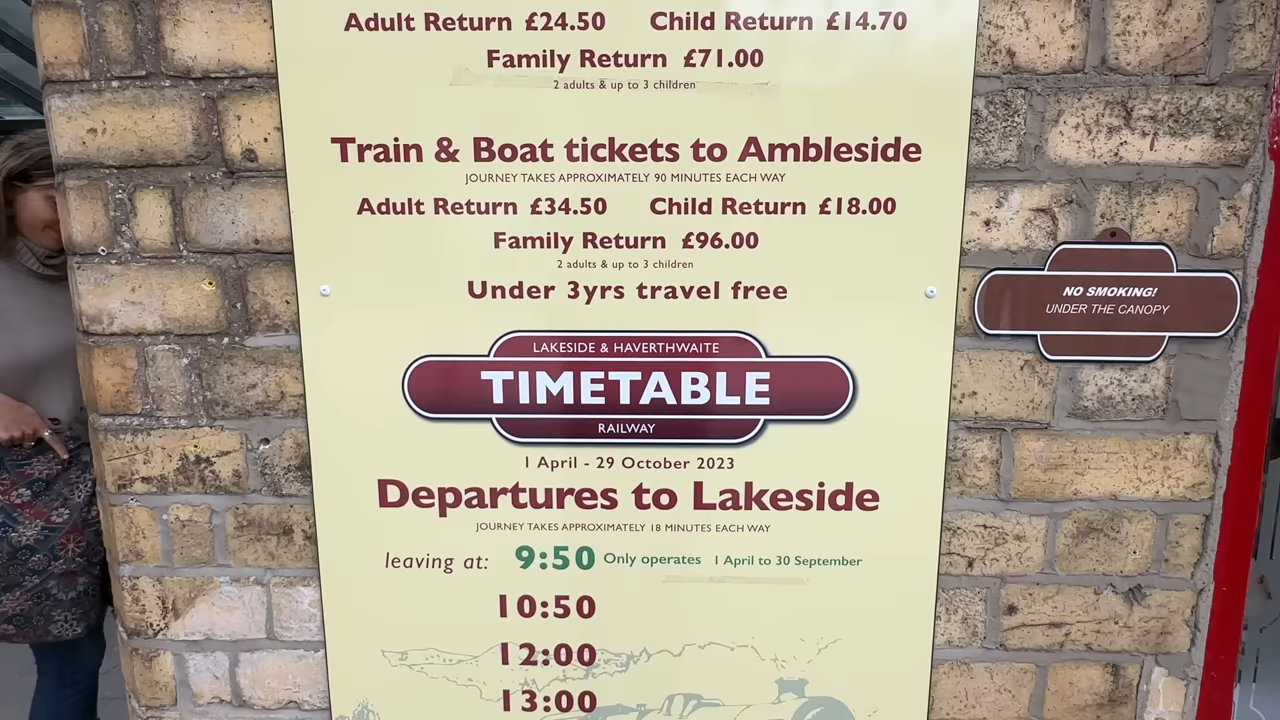 Adult Return £24.50 Child Return £14.70
Family Return £71.00
2 adults & up to 3 children
Train & Boat tickets to Ambleside
JOURNEY TAKES APPROXIMATELY 90 MINUTES EACH WAY
Adult Return £34.50 Child Return £18.00
Family Return £96.00
2 adults & up to 3 children
Under 3yrs travel free
NO SMOKING!
UNDER THE CANOPY
LAKESIDE & HAVERTHWAITE
TIMETABLE
RAILWAY
1 April - 29 October 2023
Departures to Lakeside
JOURNEY TAKES APPROXIMATELY 18 MINUTES EACH WAY
leaving at: 9:50 Only operates 1 April to 30 September
10:50
12:00
13:00